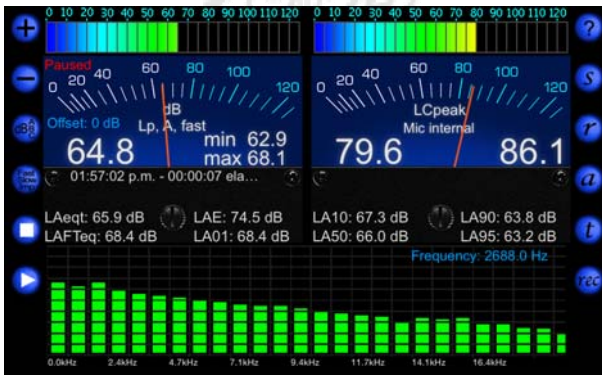 0 10 20 30 40 50 60 70 80 90 100 110 120
0 10 20 30 40 50 60 70 80 90 100 110 120
Paused
0 20 40 60 80 100 120
dB
Offset: 0 dB
Lp, A, fast
64.8
min 62.9
max 68.1
0 20 40 60 80 100 120
LCpeak
Mic internal
79.6
86.1
01:57:02 p.m. - 00:00:07 ela…
LAeqt: 65.9 dB LAE: 74.5 dB
LAFTeq: 68.4 dB LA01: 68.4 dB
LA10: 67.3 dB LA90: 63.8 dB
LA50: 66.0 dB LA95: 63.2 dB
Frequency: 2688.0 Hz
0.0kHz 2.4kHz 4.7kHz 7.1kHz 9.4kHz 11.7kHz 14.1kHz 16.4kHz
+
-
?
s
r
a
t
rec